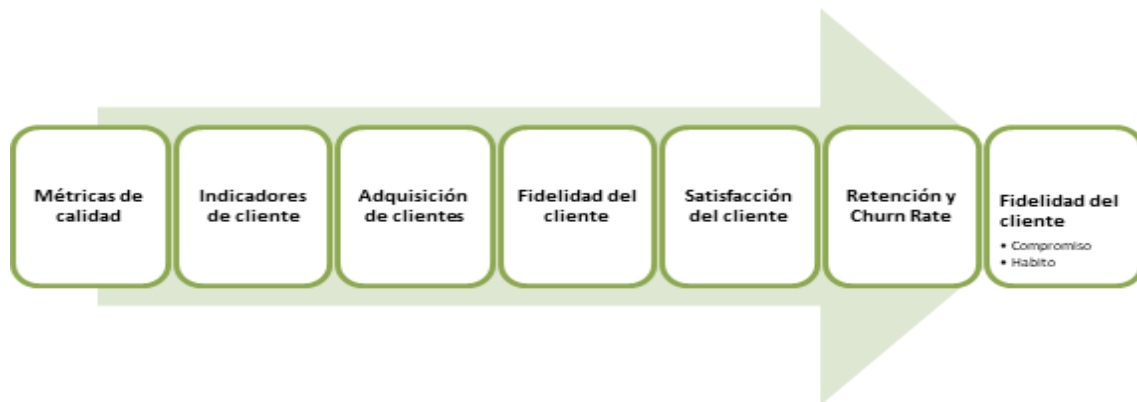 Métricas de
calidad
Indicadores
de cliente
Adquisición
de clientes
Fidelidad del
cliente
Satisfacción
del cliente
Retención y
Churn Rate
Fidelidad del
cliente
• Compromiso
• Habito